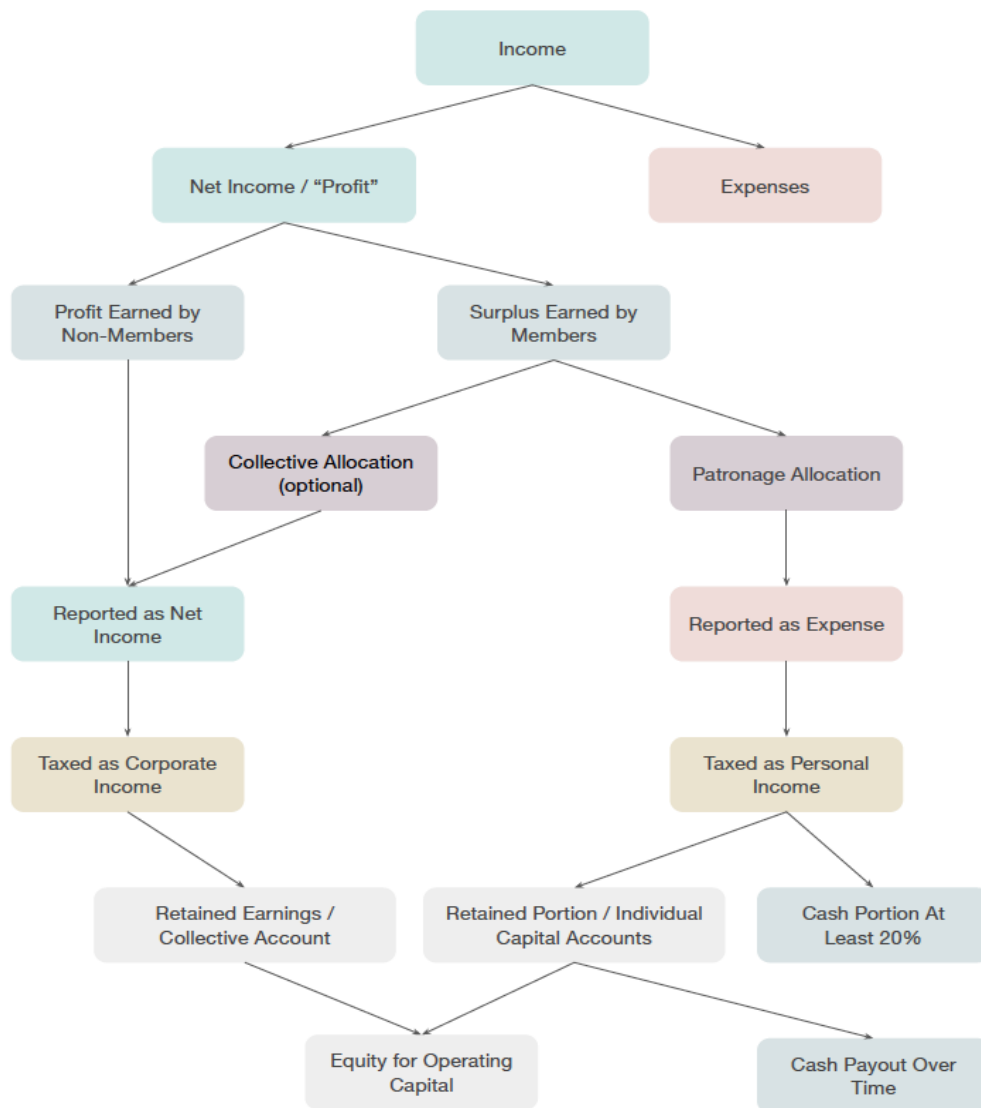 Income
Net Income / “Profit”
Expenses
Profit Earned by
Non-Members
Surplus Earned by
Members
Collective Allocation
(optional)
Patronage Allocation
Reported as Net
Income
Reported as Expense
Taxed as Corporate
Income
Taxed as Personal
Income
Retained Earnings /
Collective Account
Retained Portion / Individual
Capital Accounts
Cash Portion At
Least 20%
Equity for Operating
Capital
Cash Payout Over
Time